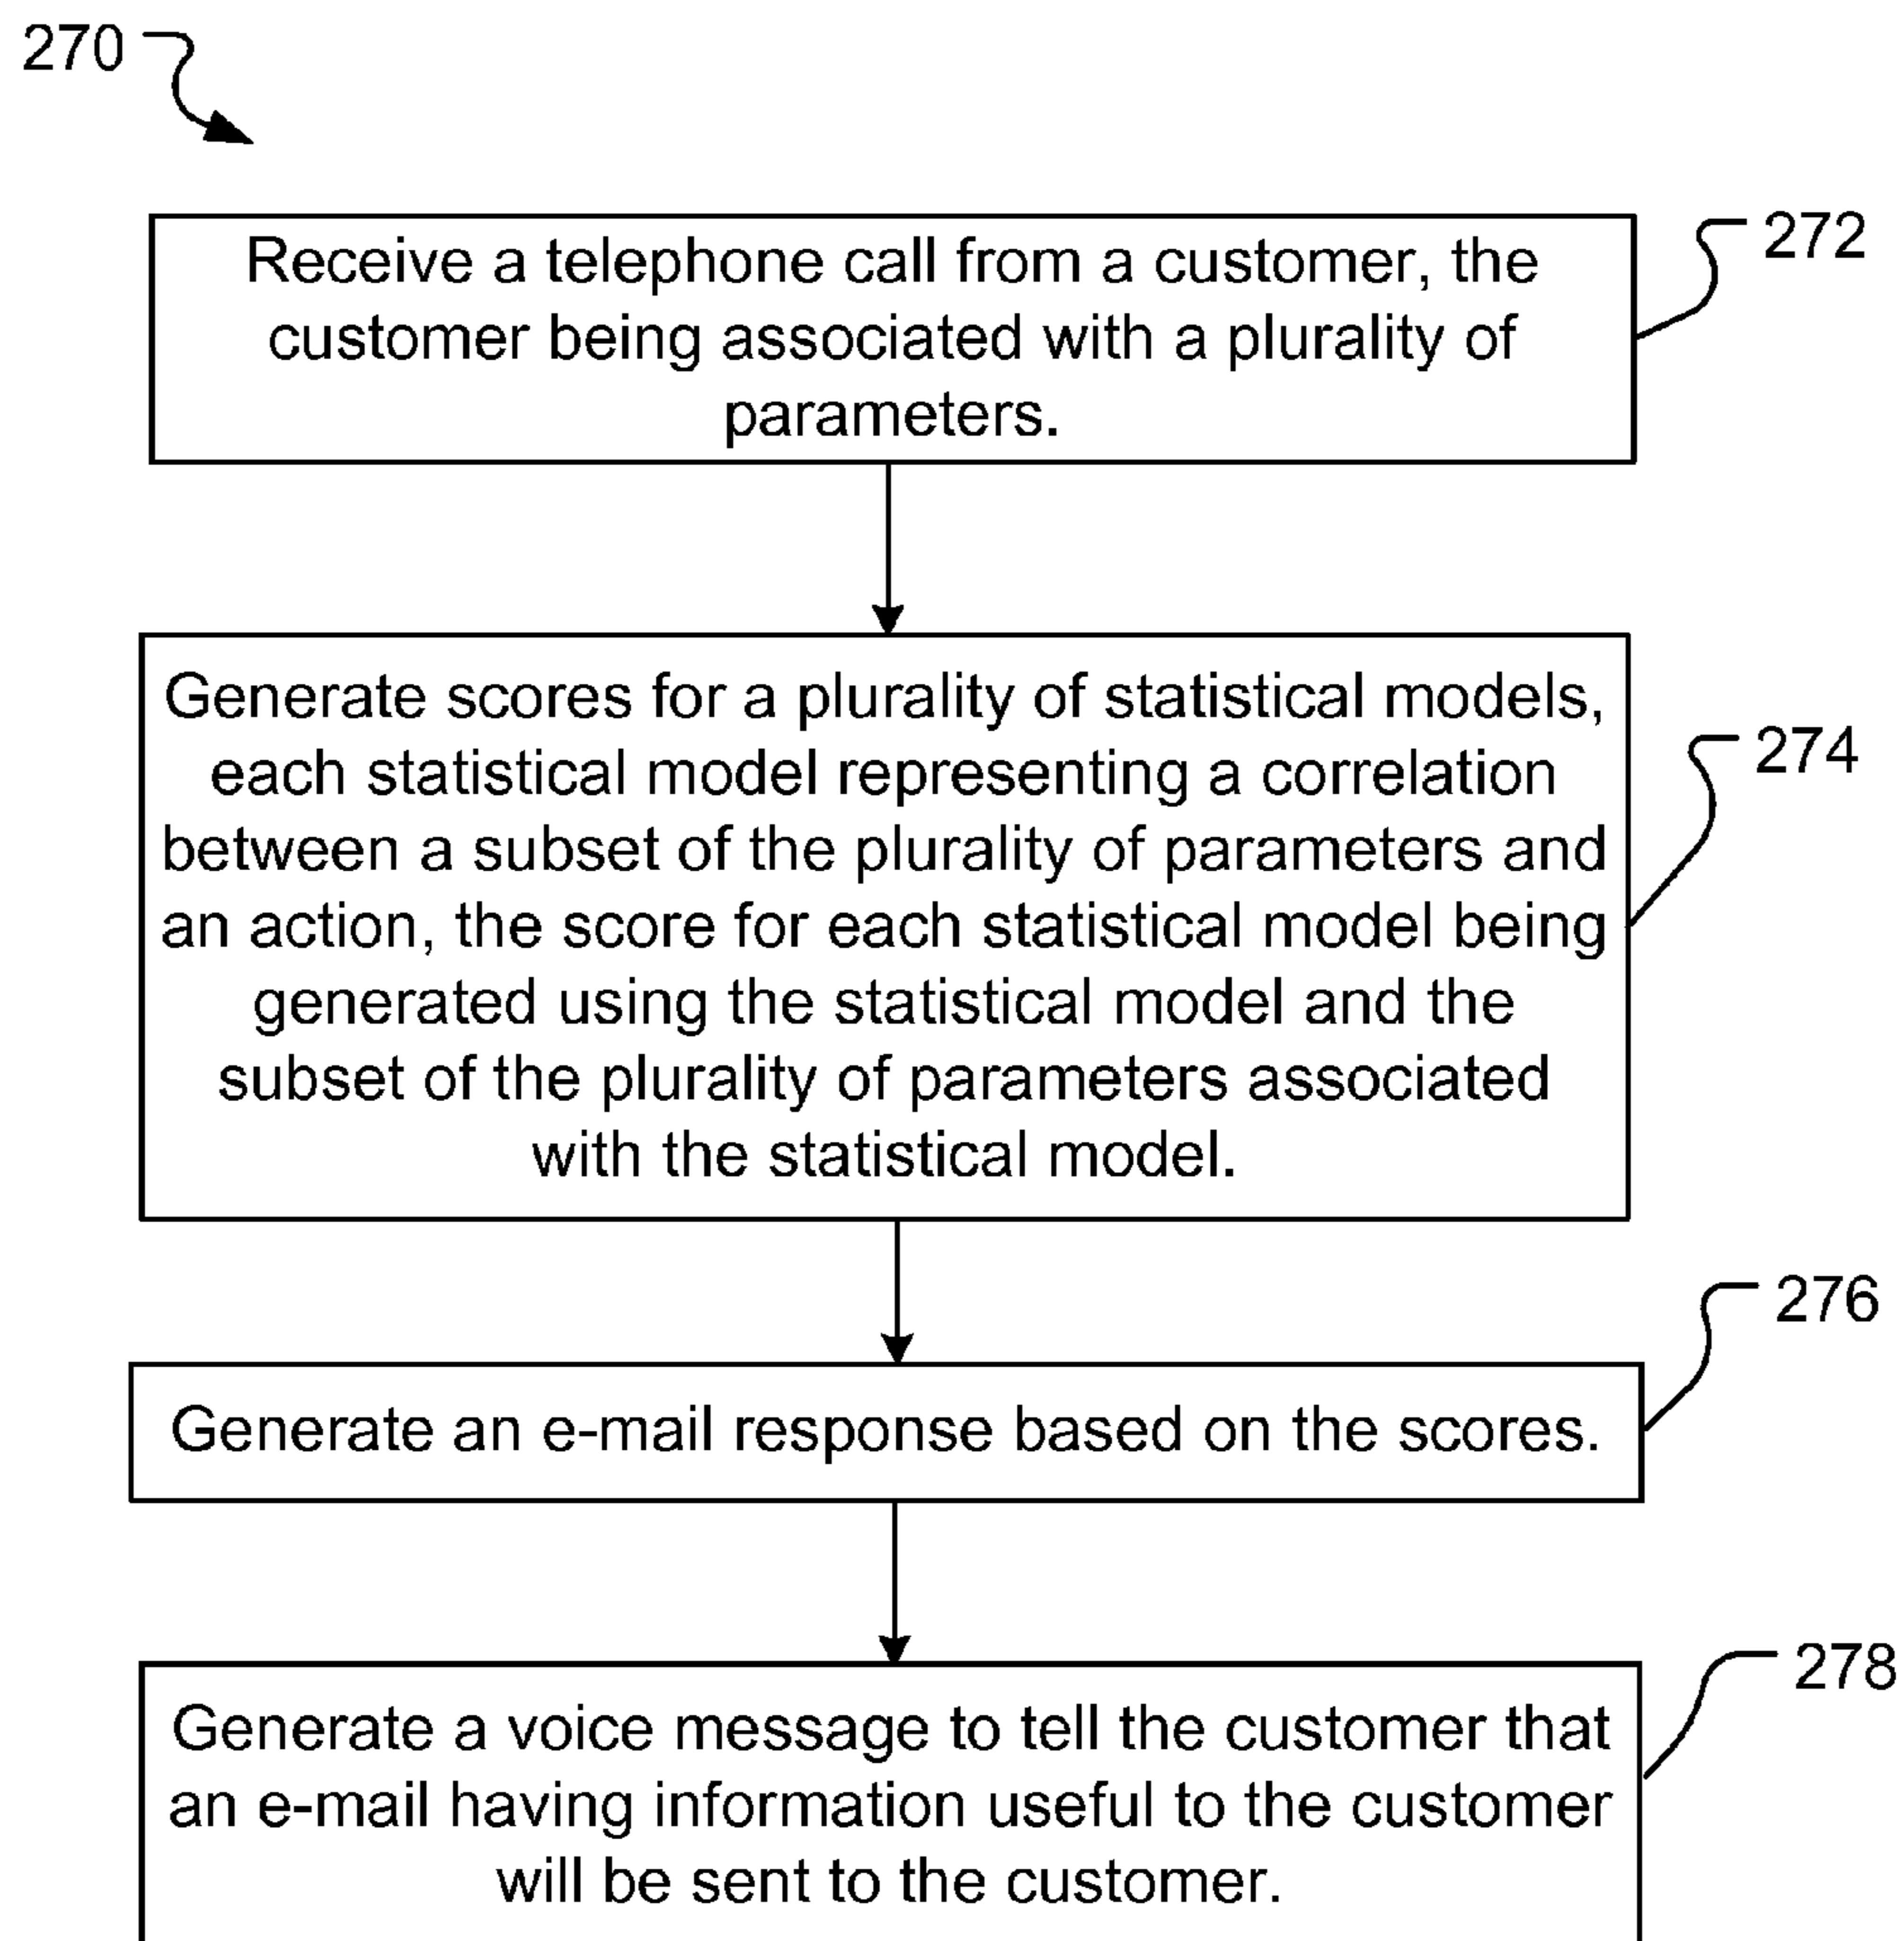 270
Receive a telephone call from a customer, the
customer being associated with a plurality of
parameters.
272
Generate scores for a plurality of statistical models,
each statistical model representing a correlation
between a subset of the plurality of parameters and
an action, the score for each statistical model being
generated using the statistical model and the
subset of the plurality of parameters associated
with the statistical model.
274
Generate an e-mail response based on the scores.
276
Generate a voice message to tell the customer that
an e-mail having information useful to the customer
will be sent to the customer.
278